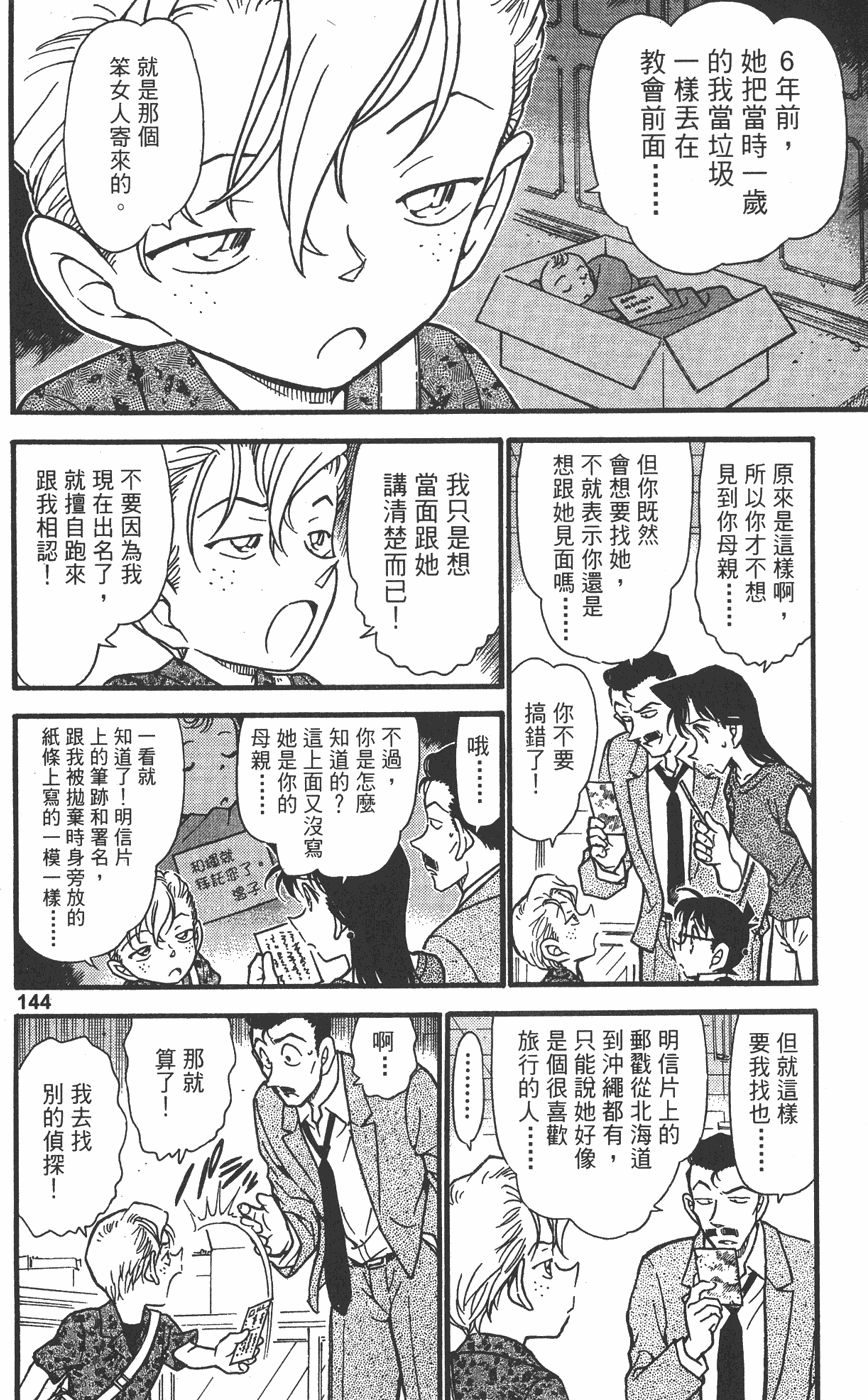 6年前，
她把當時一歲
的我當垃圾
一樣丟在
教會前面……
就是那個
笨女人寄來的。
原來是這樣啊，
所以你才不想
見到你母親……
但你既然
會想要找她，
不就表示你還是
想跟她見面嗎……
你不要
搞錯了！
我只是想
當面跟她
講清楚而已！
不要因為我
現在出名了，
就擅自跑來
跟我相認！
哦……
不過，
你是怎麼
知道的？
這上面又沒寫
她是你的
母親……
和輝就
拜託您了。
一看就
知道了！明信片
上的筆跡和署名，
跟我被拋棄時身旁放的
紙條上寫的一模一樣……
144
但就這樣
要我找也……
明信片上的
郵戳從北海道
到沖繩都有，
只能說她好像
是個很喜歡
旅行的人……
……
啊…
那就
算了！
我去找
別的偵探！